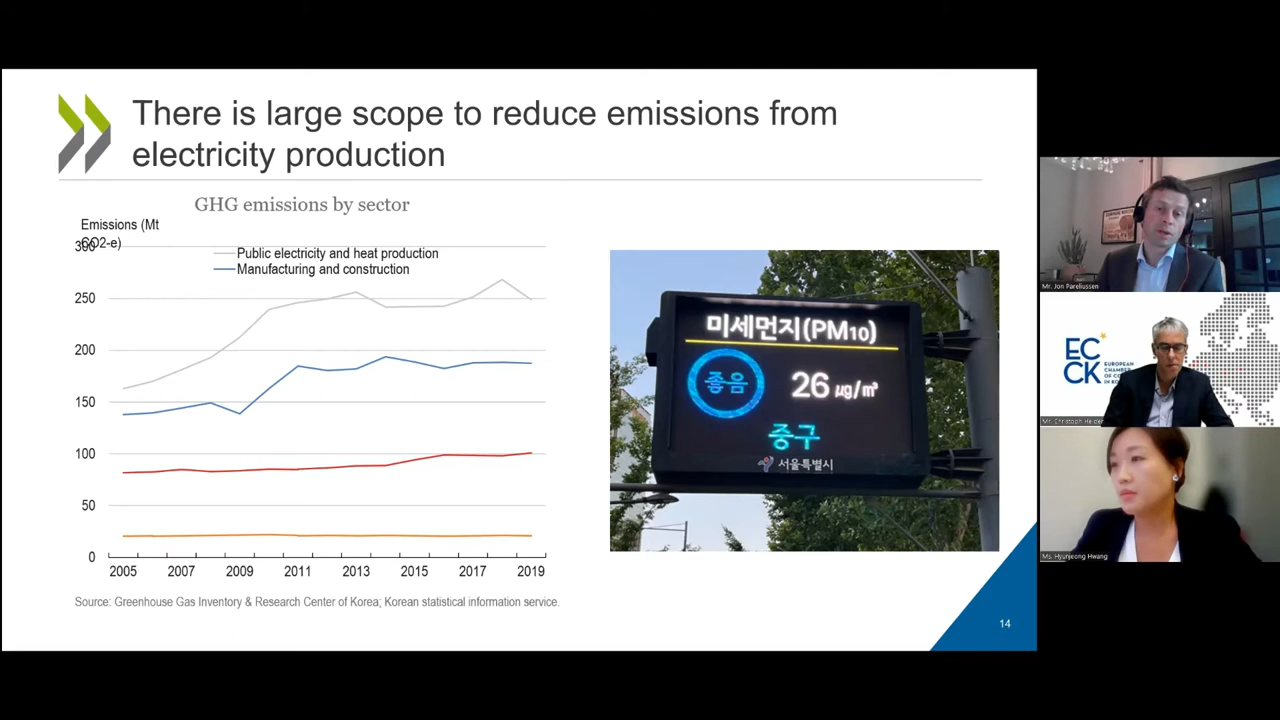 There is large scope to reduce emissions from
electricity production
GHG emissions by sector
Emissions (Mt
CO2-e)
300
250
200
150
100
50
0
Public electricity and heat production
Manufacturing and construction
2005 2007 2009 2011 2013 2015 2017 2019
Source: Greenhouse Gas Inventory & Research Center of Korea; Korean statistical information service.
미세먼지(PM10)
좋음
26 µg/m³
중구
서울특별시
14
Mr. Jon Pareliussen
EC
CK
EUROPEAN
CHAMBER
Mr. Christoph
Ms. Hyunjeong Hwang